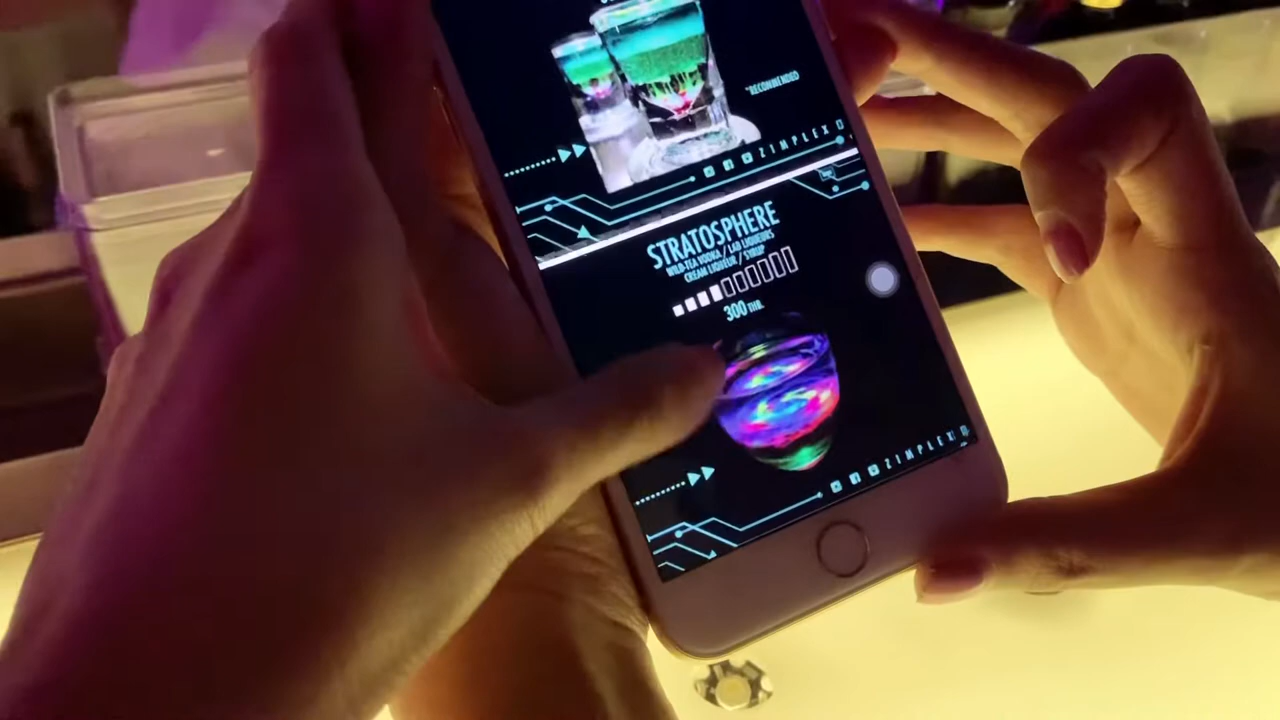 *RECOMMENDED
ZIMPLEX
STRATOSPHERE
WILD-TEA VODKA / LAB LIQUEURS
CREAM LIQUEUR / SYRUP
300 THB.
ZIMPLEX